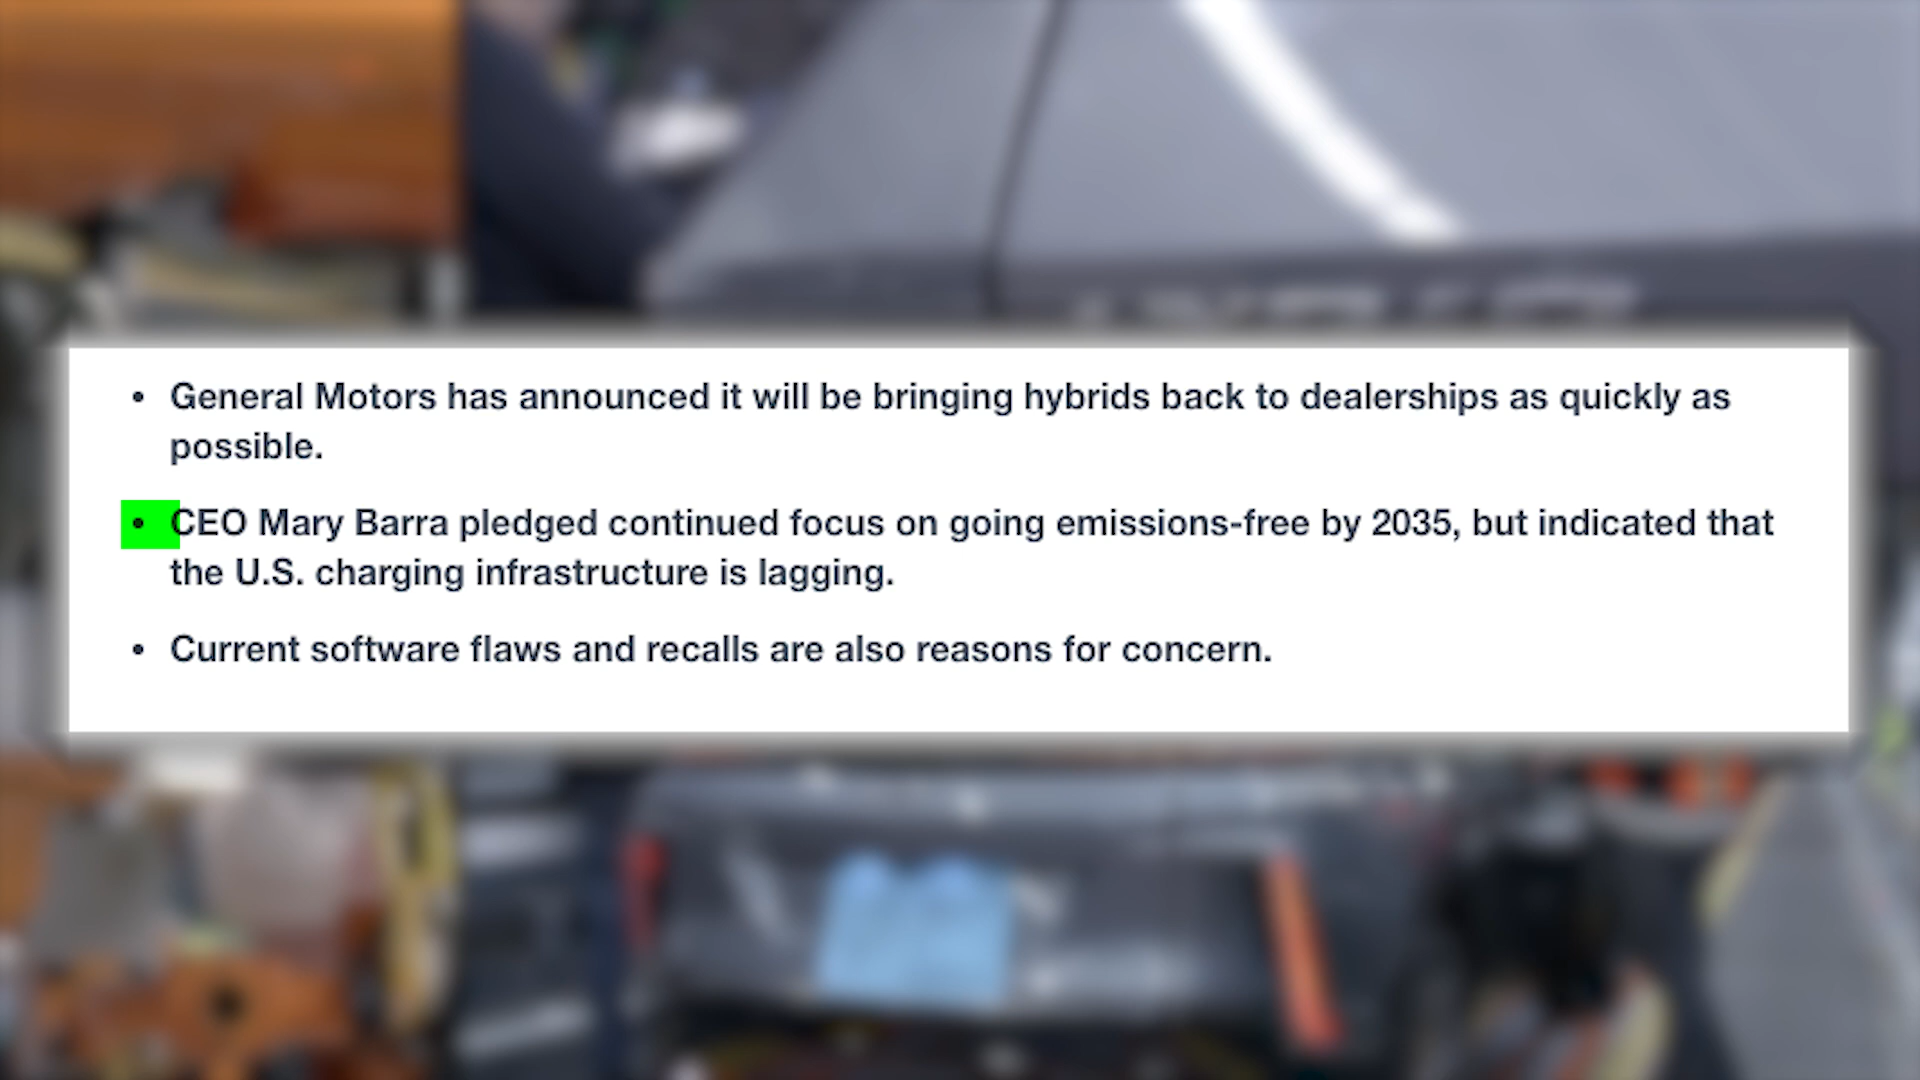 • General Motors has announced it will be bringing hybrids back to dealerships as quickly as
possible.
• CEO Mary Barra pledged continued focus on going emissions-free by 2035, but indicated that
the U.S. charging infrastructure is lagging.
• Current software flaws and recalls are also reasons for concern.